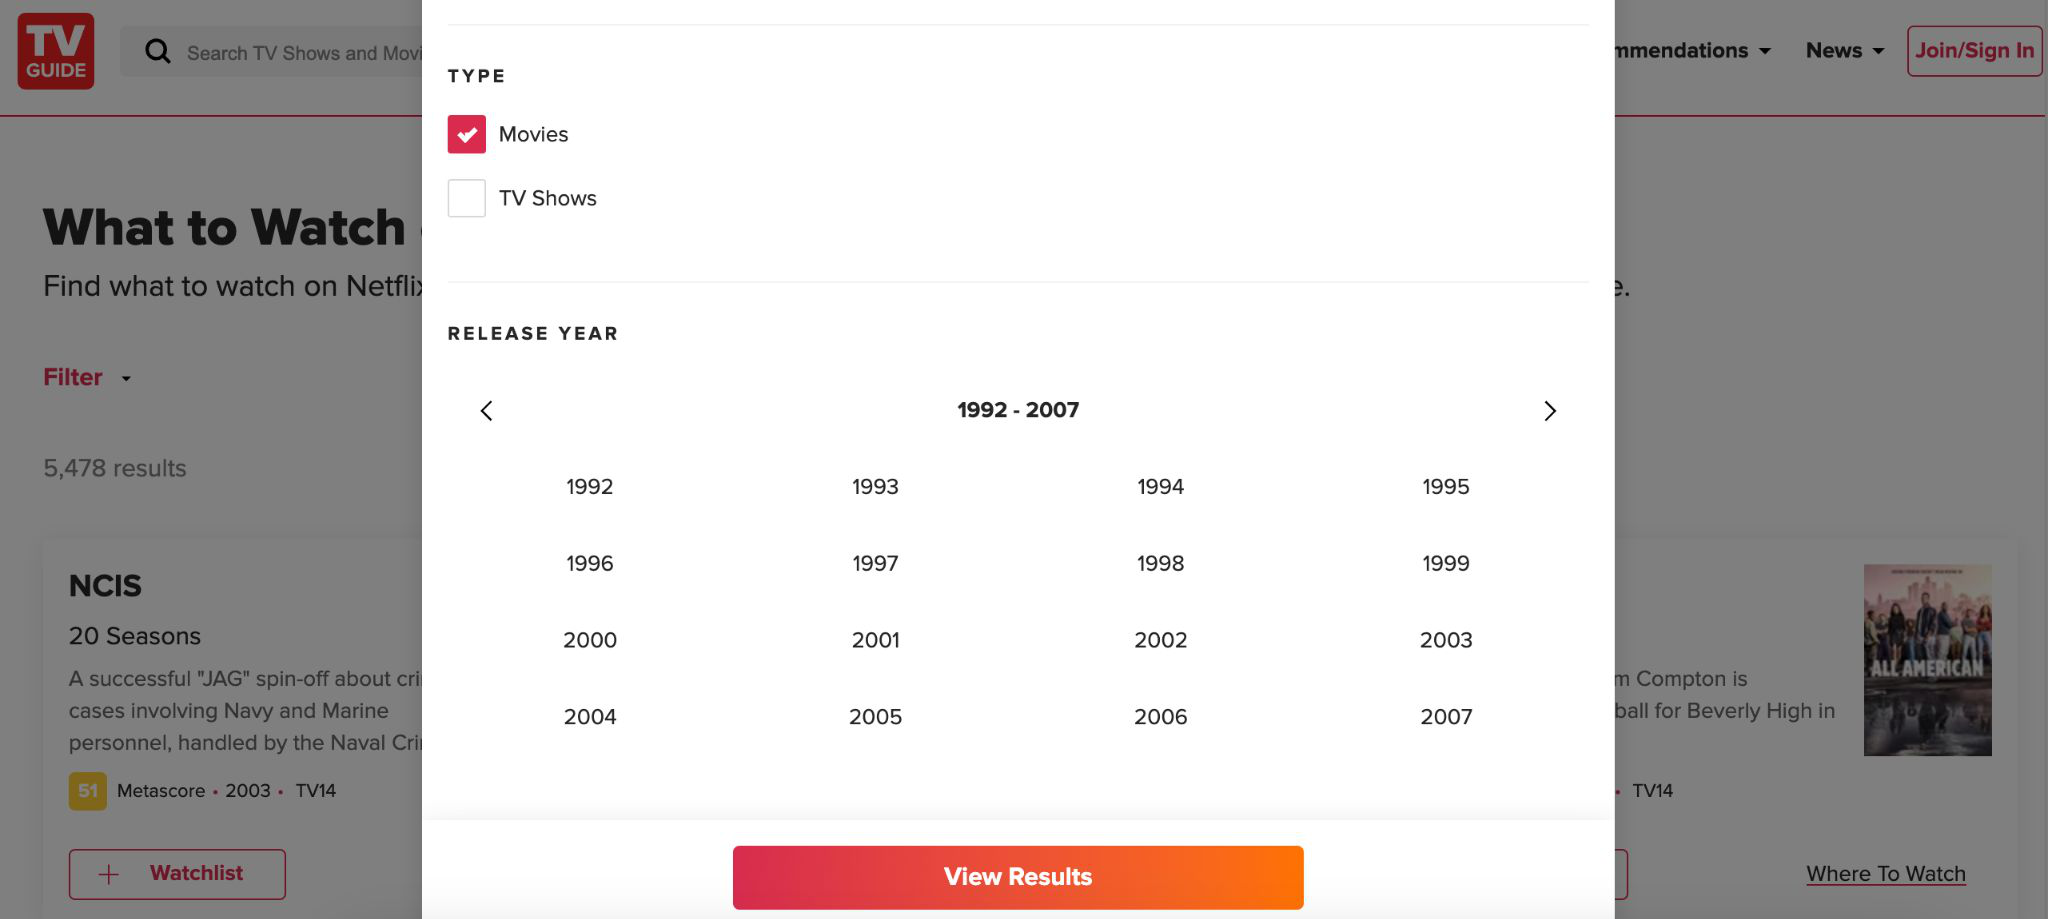 TV
GUIDE
Search TV Shows and Movi
mmendations
News
Join/Sign In
TYPE
Movies
TV Shows
What to Watch
Find what to watch on Netflix
e.
RELEASE YEAR
Filter
1992 - 2007
5,478 results
1992 1993 1994 1995
1996 1997 1998 1999
2000 2001 2002 2003
2004 2005 2006 2007
NCIS
20 Seasons
A successful "JAG" spin-off about cri
cases involving Navy and Marine
personnel, handled by the Naval Cri
51 Metascore • 2003 • TV14
Watchlist
m Compton is
ball for Beverly High in
• TV14
ALL AMERICAN
Where To Watch
View Results